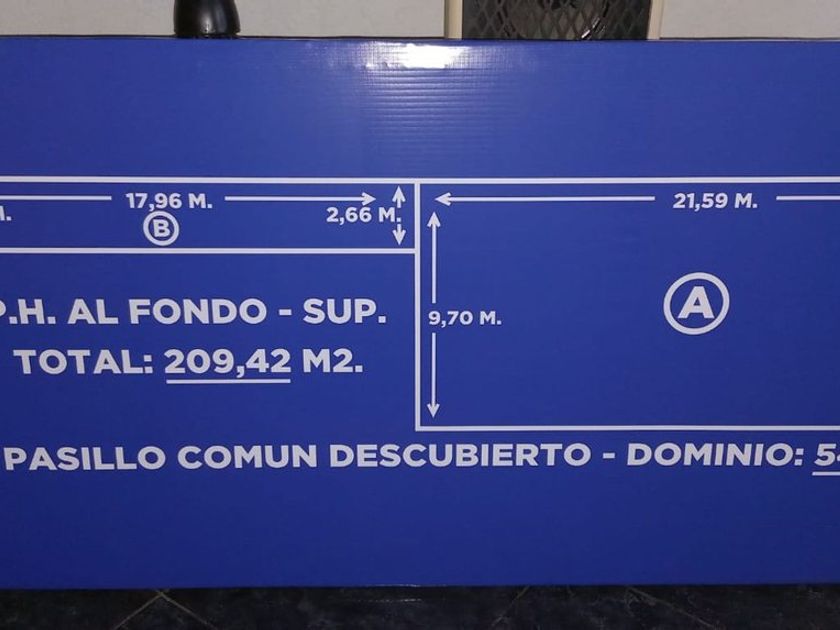 17,96 M.
B
2,66 M.
21,59 M.
9,70 M.
A
P.H. AL FONDO - SUP.
TOTAL: 209,42 M2.
PASILLO COMUN DESCUBIERTO - DOMINIO: